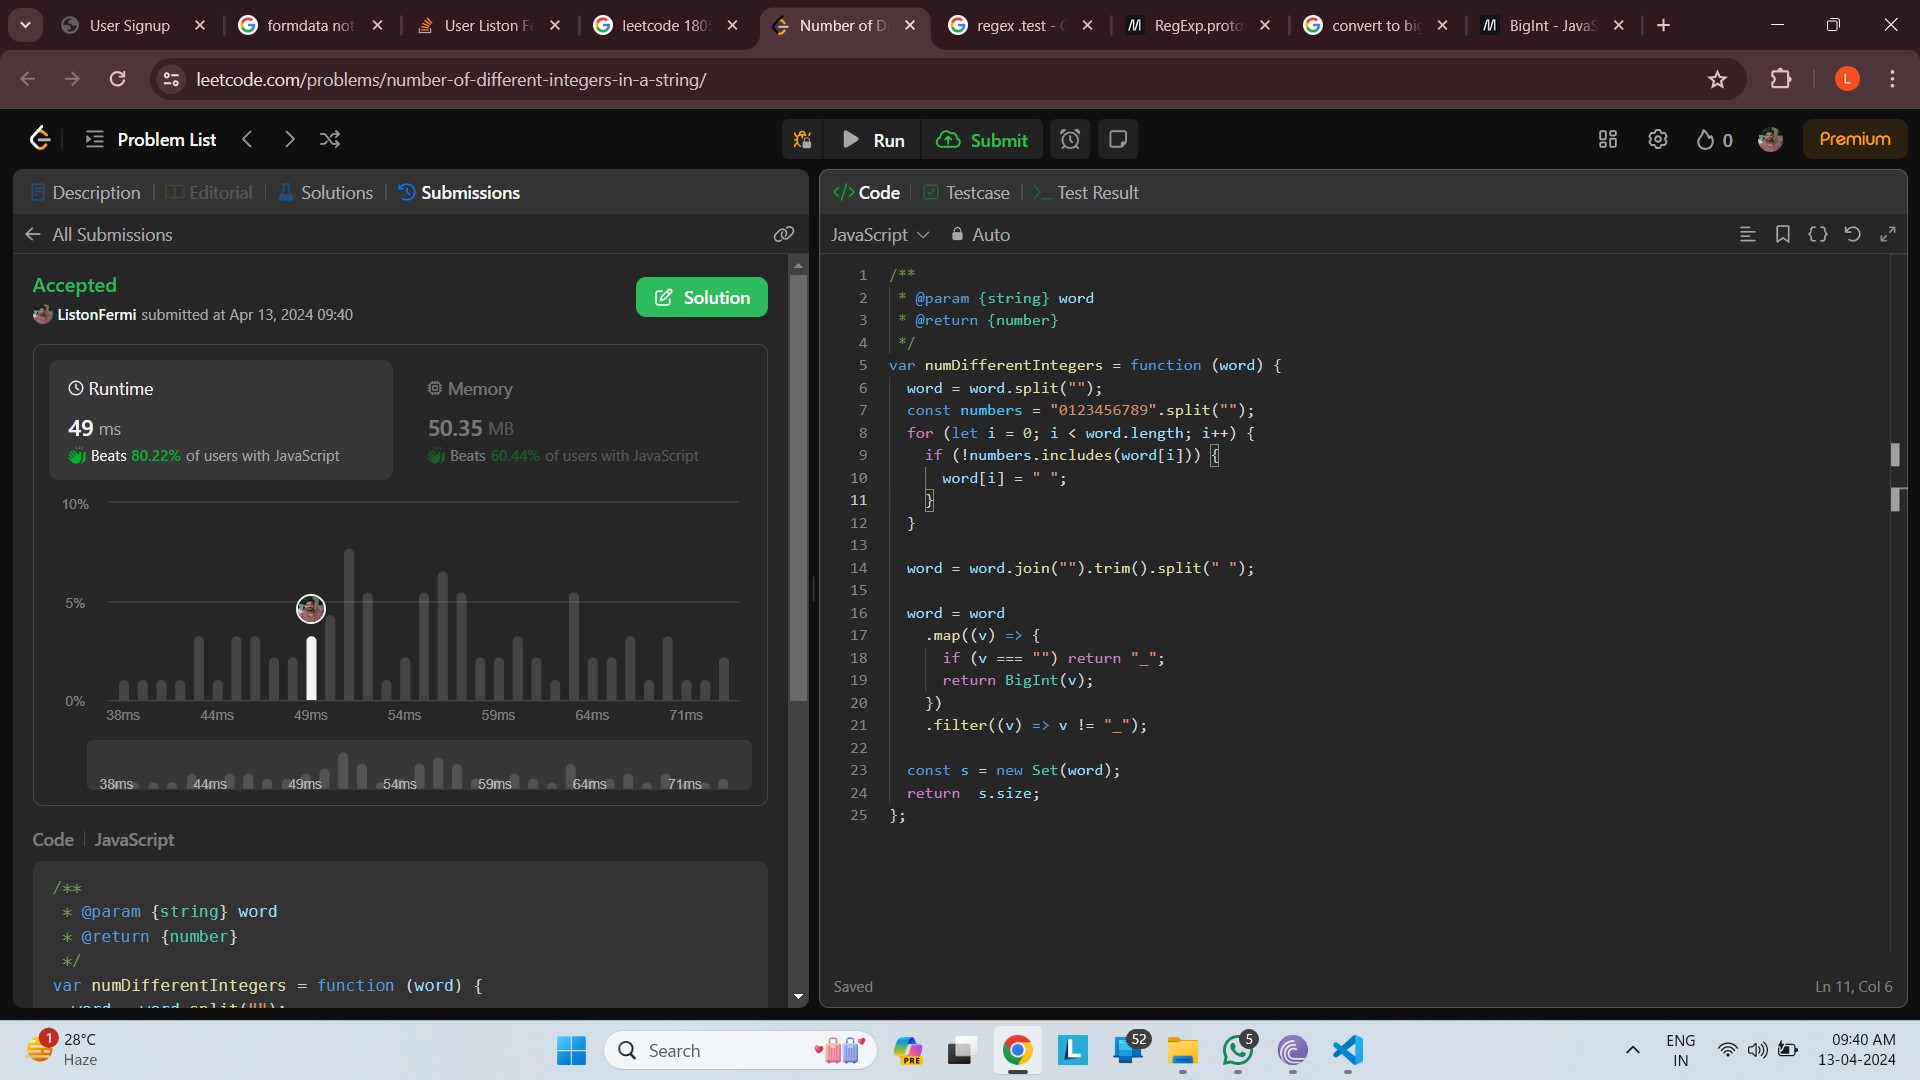 User Signup
formdata not
User Liston F
leetcode 180
Number of D
regex .test - 
RegExp.proto
convert to big
BigInt - JavaS
leetcode.com/problems/number-of-different-integers-in-a-string/
L
Problem List
Run
Submit
0
Premium
Description
Editorial
Solutions
Submissions
All Submissions
Accepted
ListonFermi submitted at Apr 13, 2024 09:40
Solution
Runtime
49 ms
Beats 80.22% of users with JavaScript
Memory
50.35 MB
Beats 60.44% of users with JavaScript
10%
5%
0%
38ms 44ms 49ms 54ms 59ms 64ms 71ms
38ms 44ms 49ms 54ms 59ms 64ms 71ms
Code | JavaScript
/**
* @param {string} word
* @return {number}
*/
var numDifferentIntegers = function (word) {
word = word.split("");
</> Code
Testcase
Test Result
JavaScript
Auto
1 /**
2 * @param {string} word
3 * @return {number}
4 */
5 var numDifferentIntegers = function (word) {
6 word = word.split("");
7 const numbers = "0123456789".split("");
8 for (let i = 0; i < word.length; i++) {
9 if (!numbers.includes(word[i])) {
10 word[i] = " ";
11 }
12 }
13
14 word = word.join("").trim().split(" ");
15
16 word = word
17 .map((v) => {
18 if (v === "") return "_";
19 return BigInt(v);
20 })
21 .filter((v) => v != "_");
22
23 const s = new Set(word);
24 return  s.size;
25 };
Saved
Ln 11, Col 6
1
28°C
Haze
Search
PRE
L
52
5
ENG
IN
09:40 AM
13-04-2024